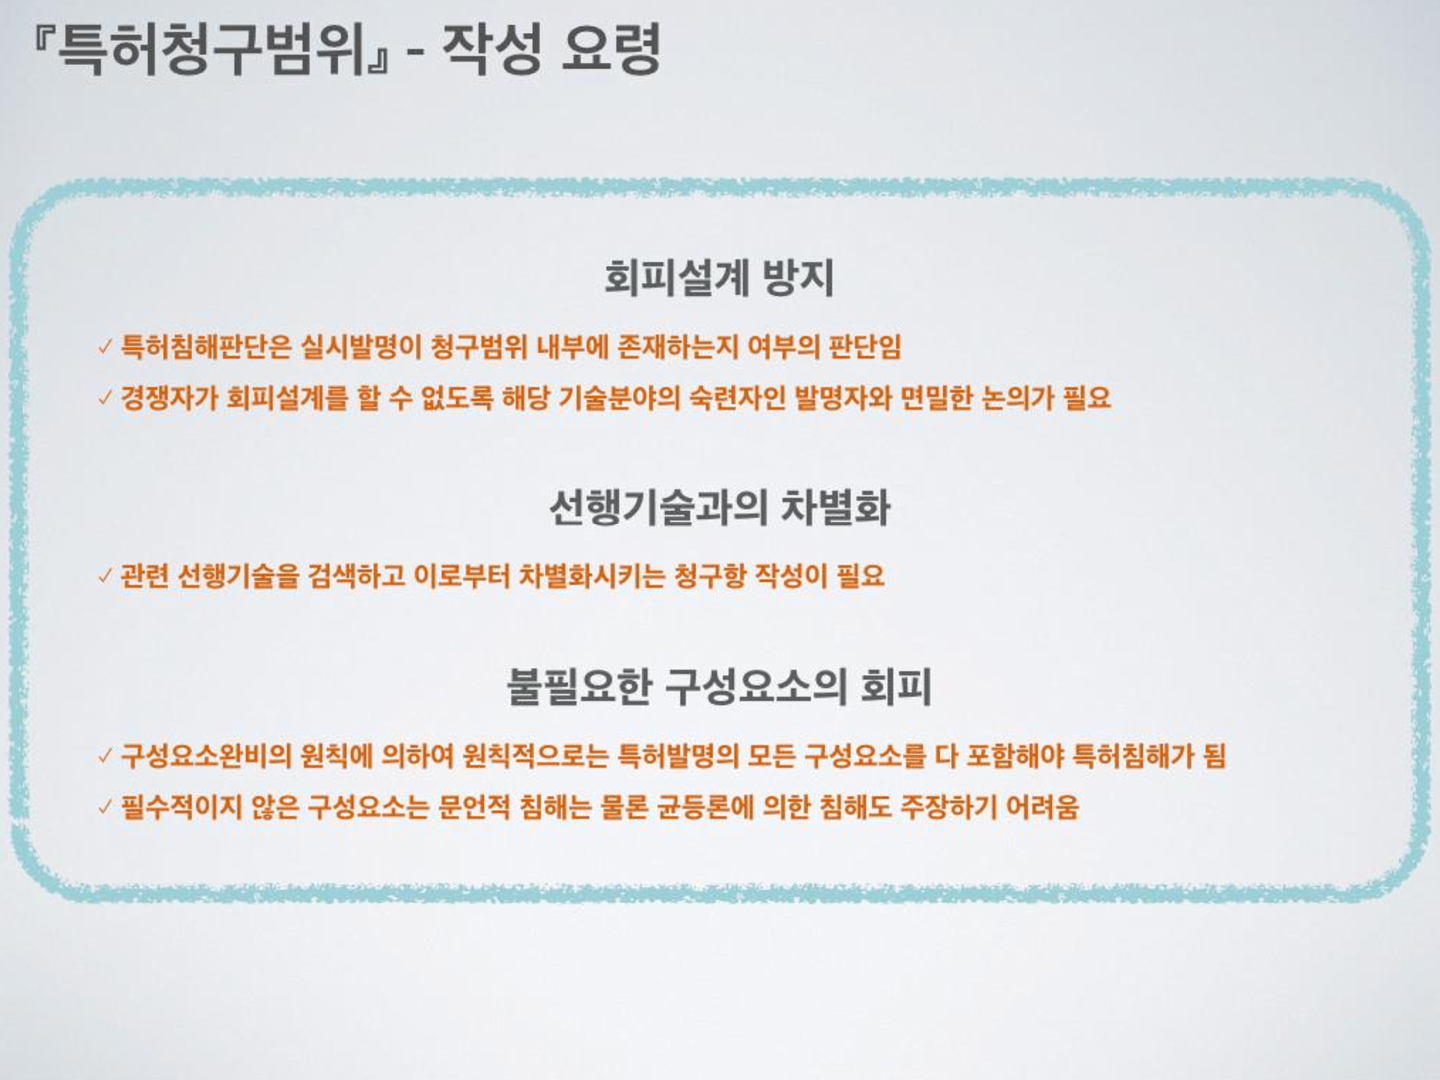 『특허청구범위』 - 작성 요령
회피설계 방지
✓ 특허침해판단은 실시발명이 청구범위 내부에 존재하는지 여부의 판단임
✓ 경쟁자가 회피설계를 할 수 없도록 해당 기술분야의 숙련자인 발명자와 면밀한 논의가 필요
선행기술과의 차별화
✓ 관련 선행기술을 검색하고 이로부터 차별화시키는 청구항 작성이 필요
불필요한 구성요소의 회피
✓ 구성요소완비의 원칙에 의하여 원칙적으로는 특허발명의 모든 구성요소를 다 포함해야 특허침해가 됨
✓ 필수적이지 않은 구성요소는 문언적 침해는 물론 균등론에 의한 침해도 주장하기 어려움